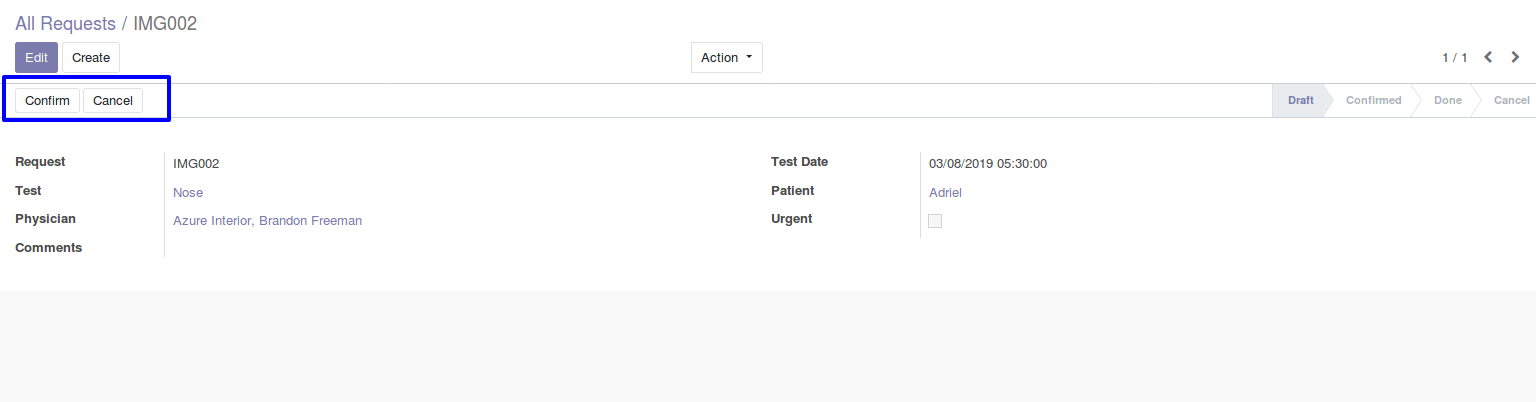 All Requests / IMG002
Edit Create Action 1 / 1
Confirm Cancel Draft Confirmed Done Cancel
Request IMG002 Test Date 03/08/2019 05:30:00
Test Nose Patient Adriel
Physician Azure Interior, Brandon Freeman Urgent
Comments